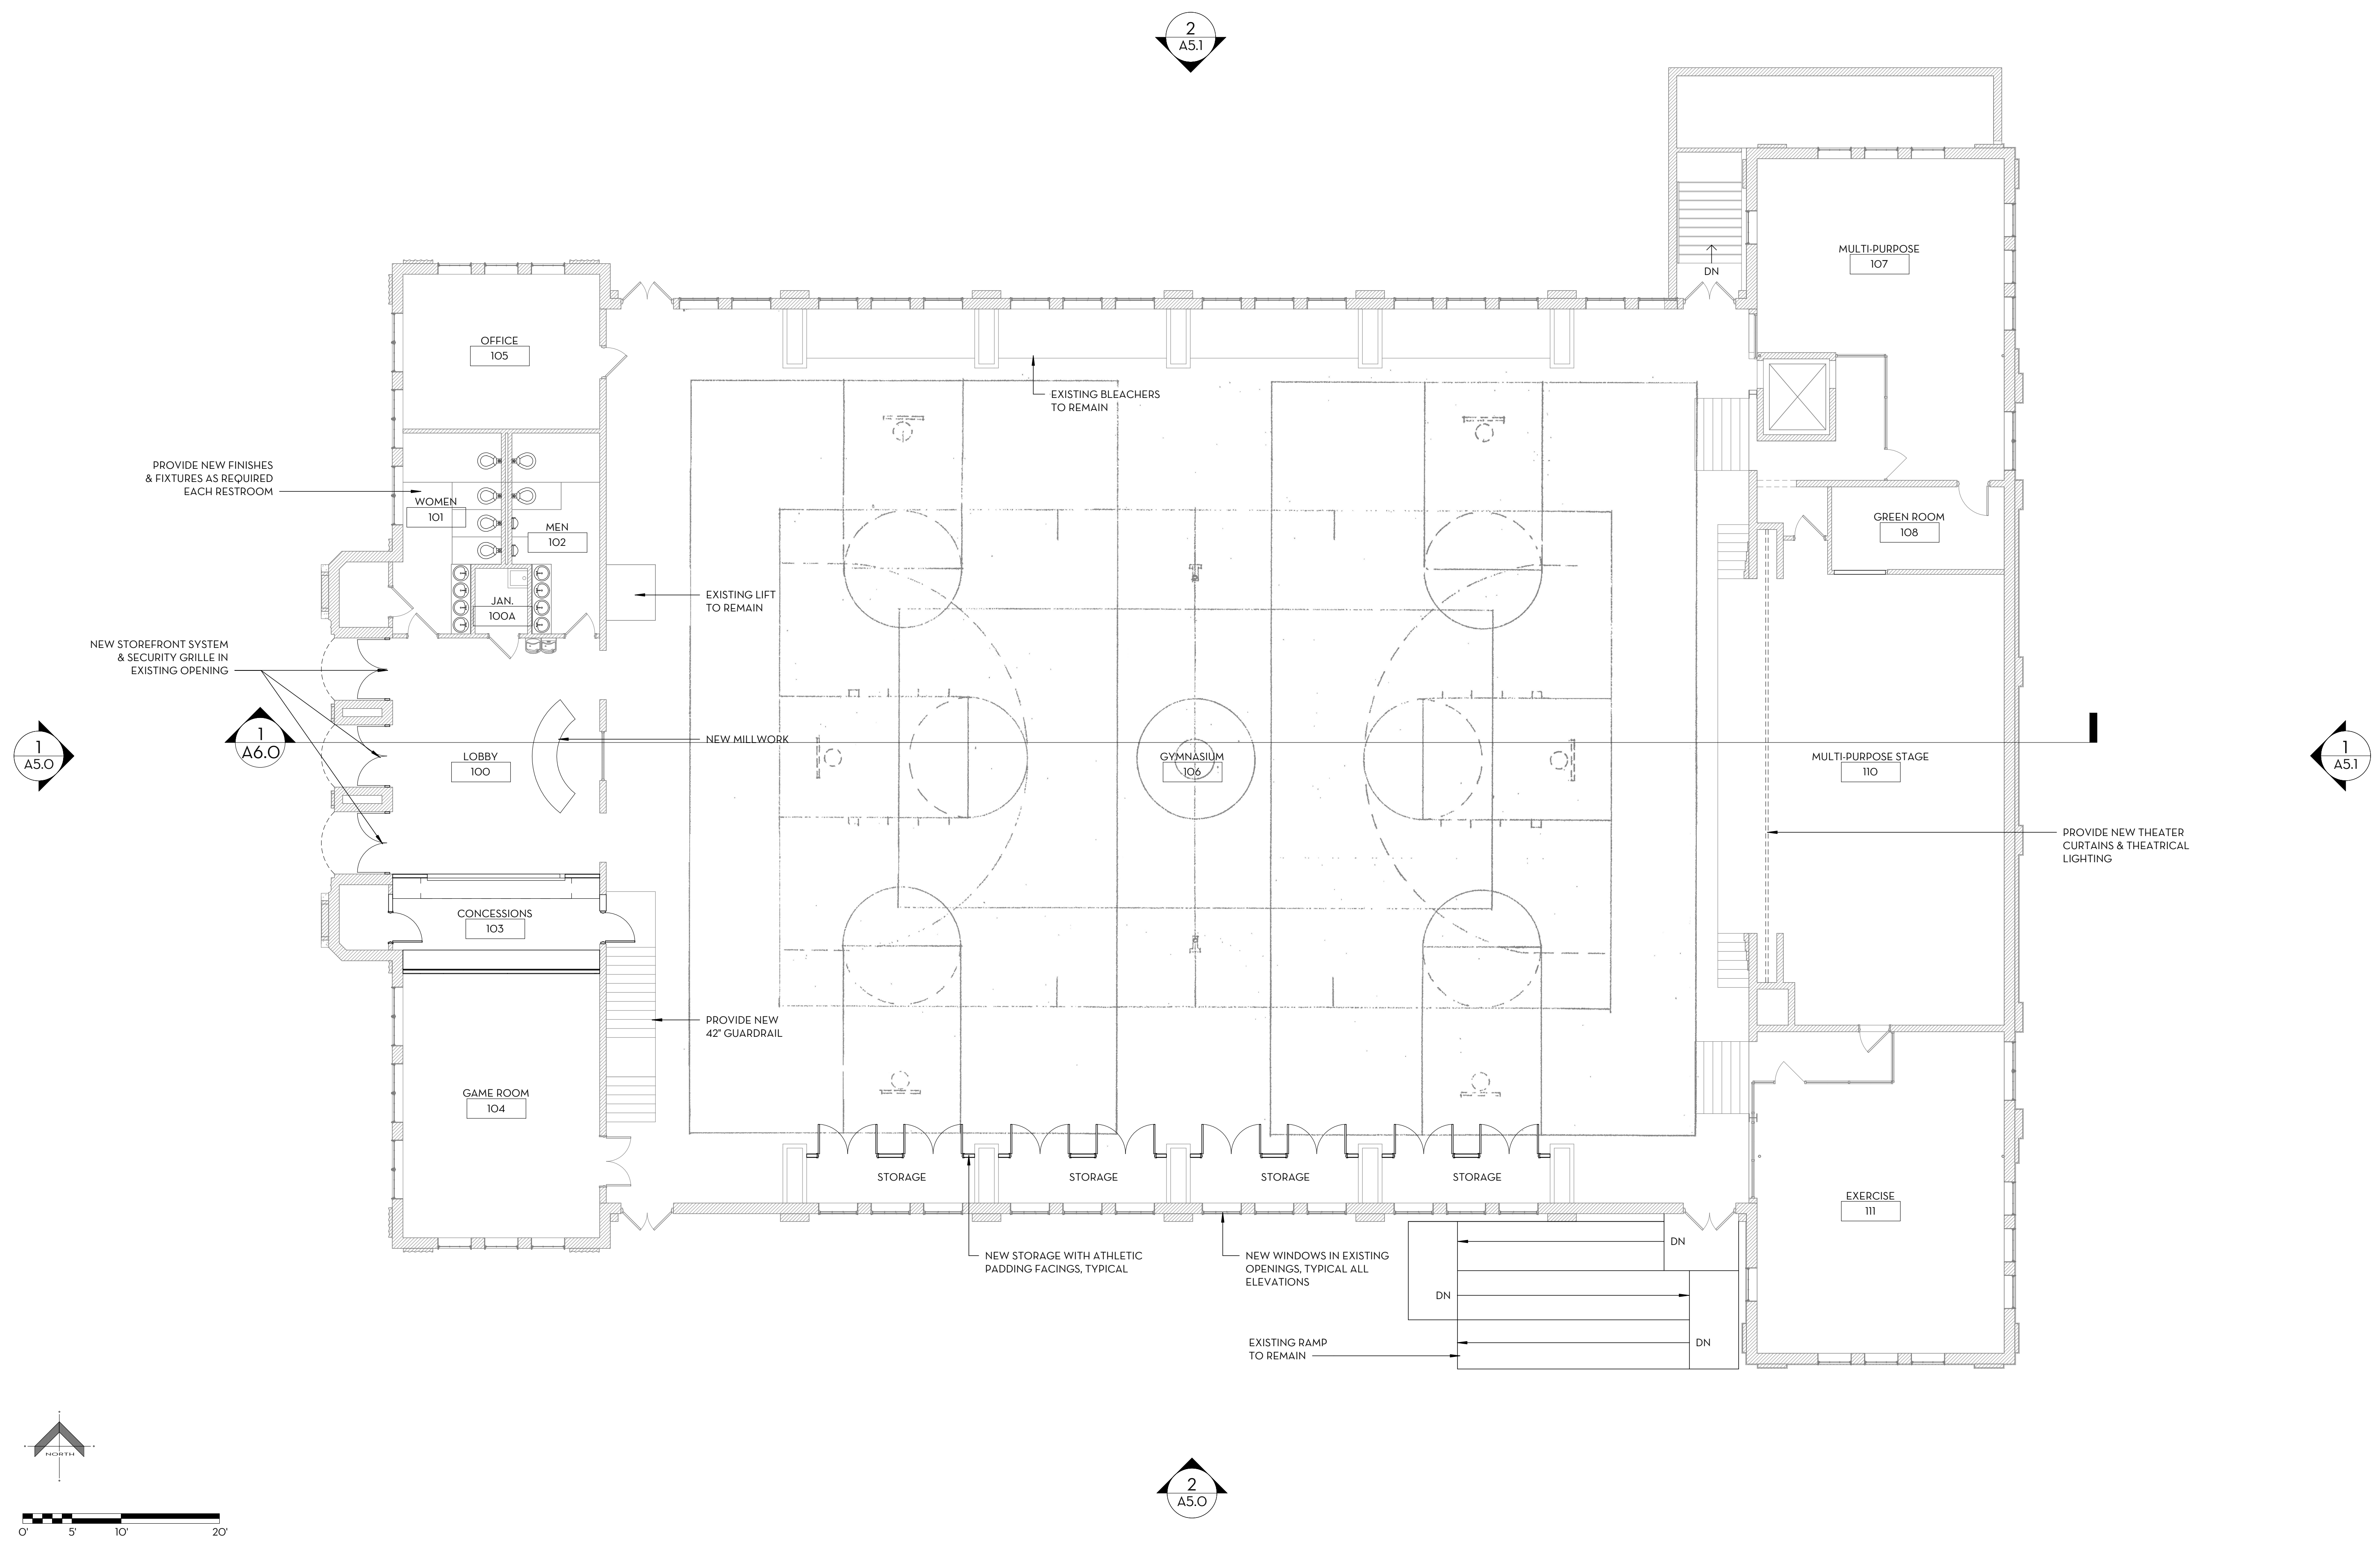 2
A5.1
MULTI-PURPOSE
107
DN
OFFICE
105
EXISTING BLEACHERS
TO REMAIN
PROVIDE NEW FINISHES
& FIXTURES AS REQUIRED
EACH RESTROOM
WOMEN
101
MEN
102
GREEN ROOM
108
JAN.
100A
EXISTING LIFT
TO REMAIN
NEW STOREFRONT SYSTEM
& SECURITY GRILLE IN
EXISTING OPENING
1
A5.0
1
A6.0
NEW MILLWORK
LOBBY
100
GYMNASIUM
106
MULTI-PURPOSE STAGE
110
1
A5.1
PROVIDE NEW THEATER
CURTAINS & THEATRICAL
LIGHTING
CONCESSIONS
103
PROVIDE NEW
42" GUARDRAIL
GAME ROOM
104
STORAGE
STORAGE
STORAGE
STORAGE
EXERCISE
111
NEW STORAGE WITH ATHLETIC
PADDING FACINGS, TYPICAL
NEW WINDOWS IN EXISTING
OPENINGS, TYPICAL ALL
ELEVATIONS
DN
DN
DN
EXISTING RAMP
TO REMAIN
NORTH
2
A5.0
0' 5' 10' 20'